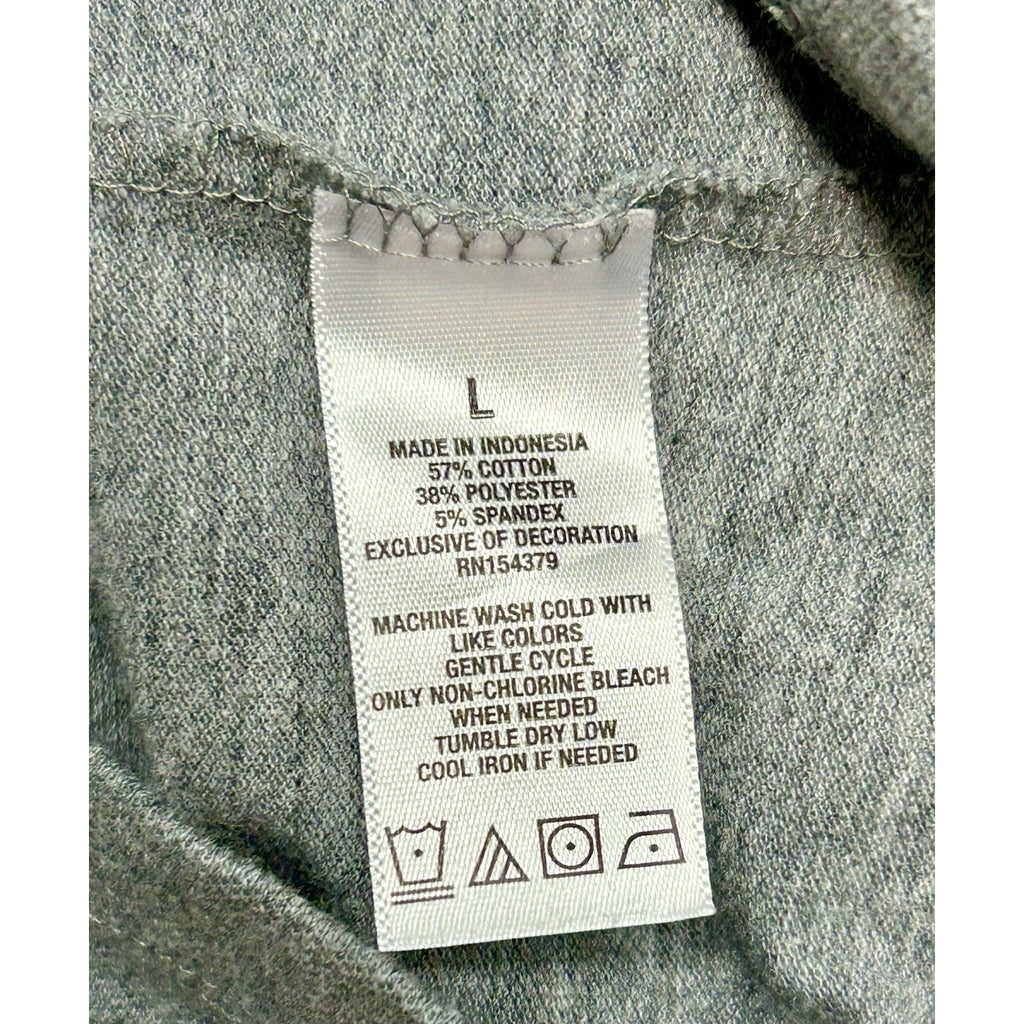 L
MADE IN INDONESIA
57% COTTON
38% POLYESTER
5% SPANDEX
EXCLUSIVE OF DECORATION
RN154379
MACHINE WASH COLD WITH
LIKE COLORS
GENTLE CYCLE
ONLY NON-CHLORINE BLEACH
WHEN NEEDED
TUMBLE DRY LOW
COOL IRON IF NEEDED